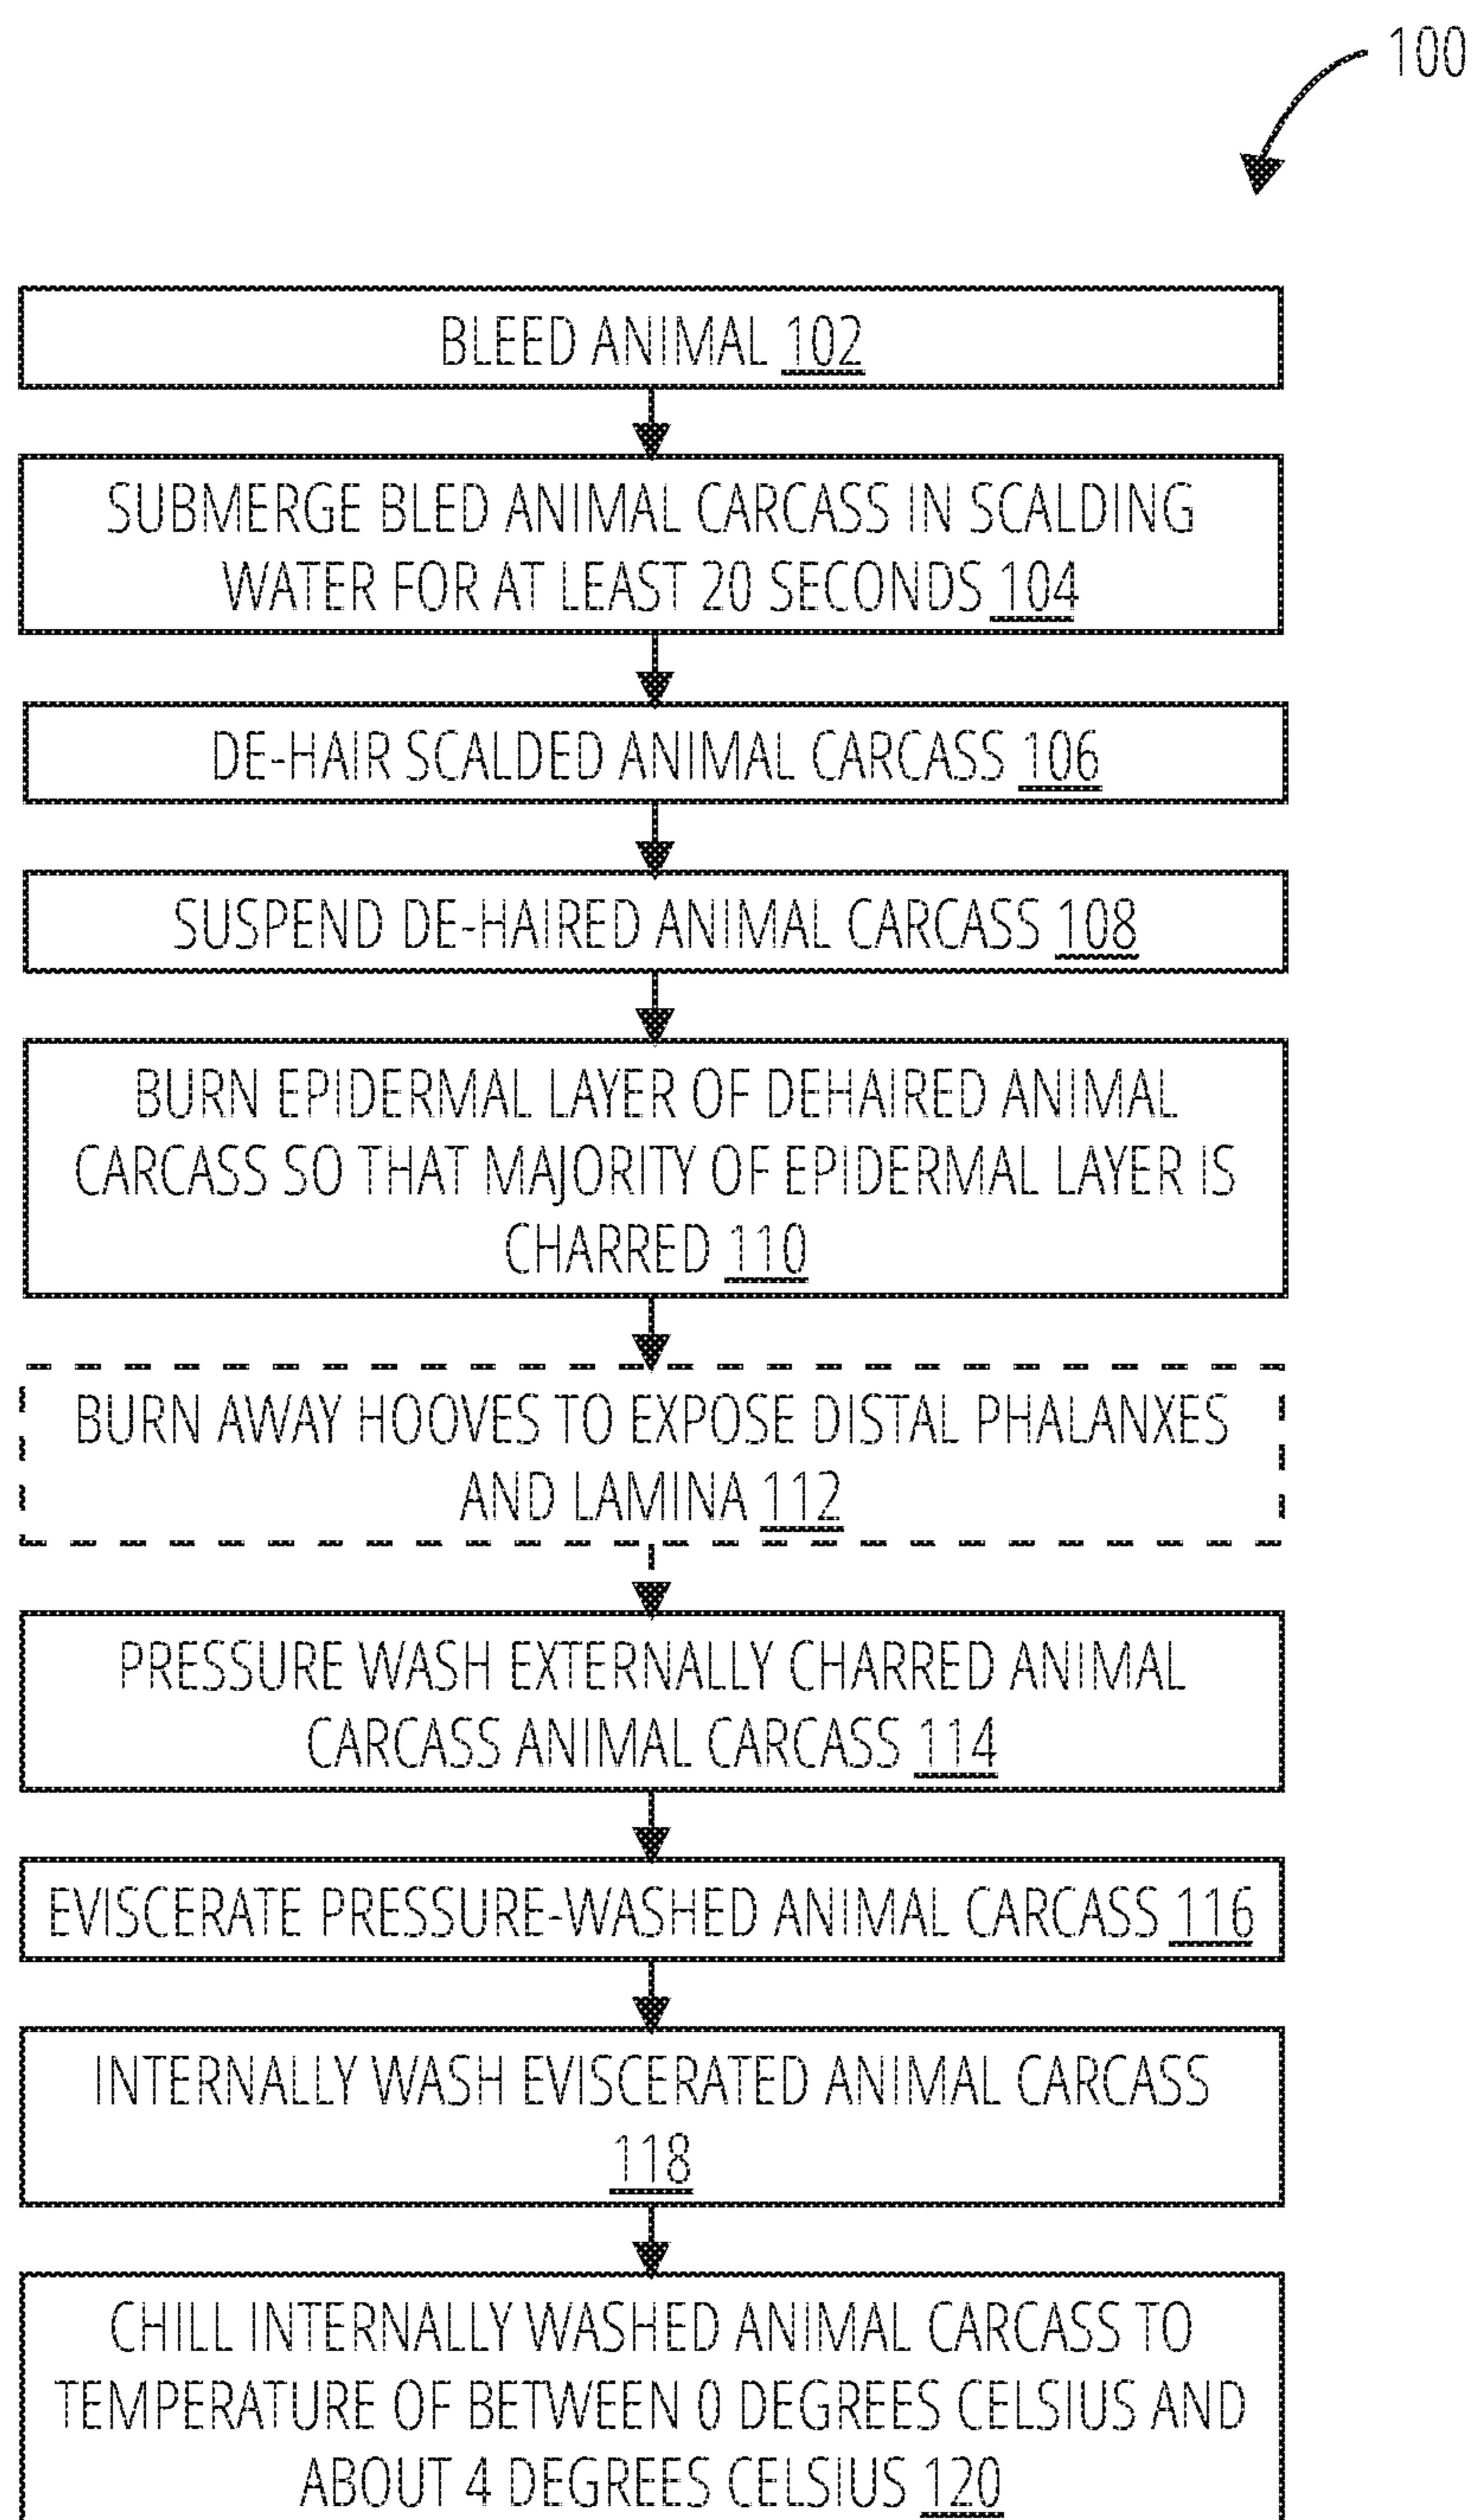 100
BLEED ANIMAL 102
SUBMERGE BLED ANIMAL CARCASS IN SCALDING
WATER FOR AT LEAST 20 SECONDS 104
DE-HAIR SCALDED ANIMAL CARCASS 106
SUSPEND DE-HAIRED ANIMAL CARCASS 108
BURN EPIDERMAL LAYER OF DEHAIRED ANIMAL
CARCASS SO THAT MAJORITY OF EPIDERMAL LAYER IS
CHARRED 110
BURN AWAY HOOVES TO EXPOSE DISTAL PHALANXES
AND LAMINA 112
PRESSURE WASH EXTERNALLY CHARRED ANIMAL
CARCASS ANIMAL CARCASS 114
EVISCERATE PRESSURE-WASHED ANIMAL CARCASS 116
INTERNALLY WASH EVISCERATED ANIMAL CARCASS
118
CHILL INTERNALLY WASHED ANIMAL CARCASS TO
TEMPERATURE OF BETWEEN 0 DEGREES CELSIUS AND
ABOUT 4 DEGREES CELSIUS 120